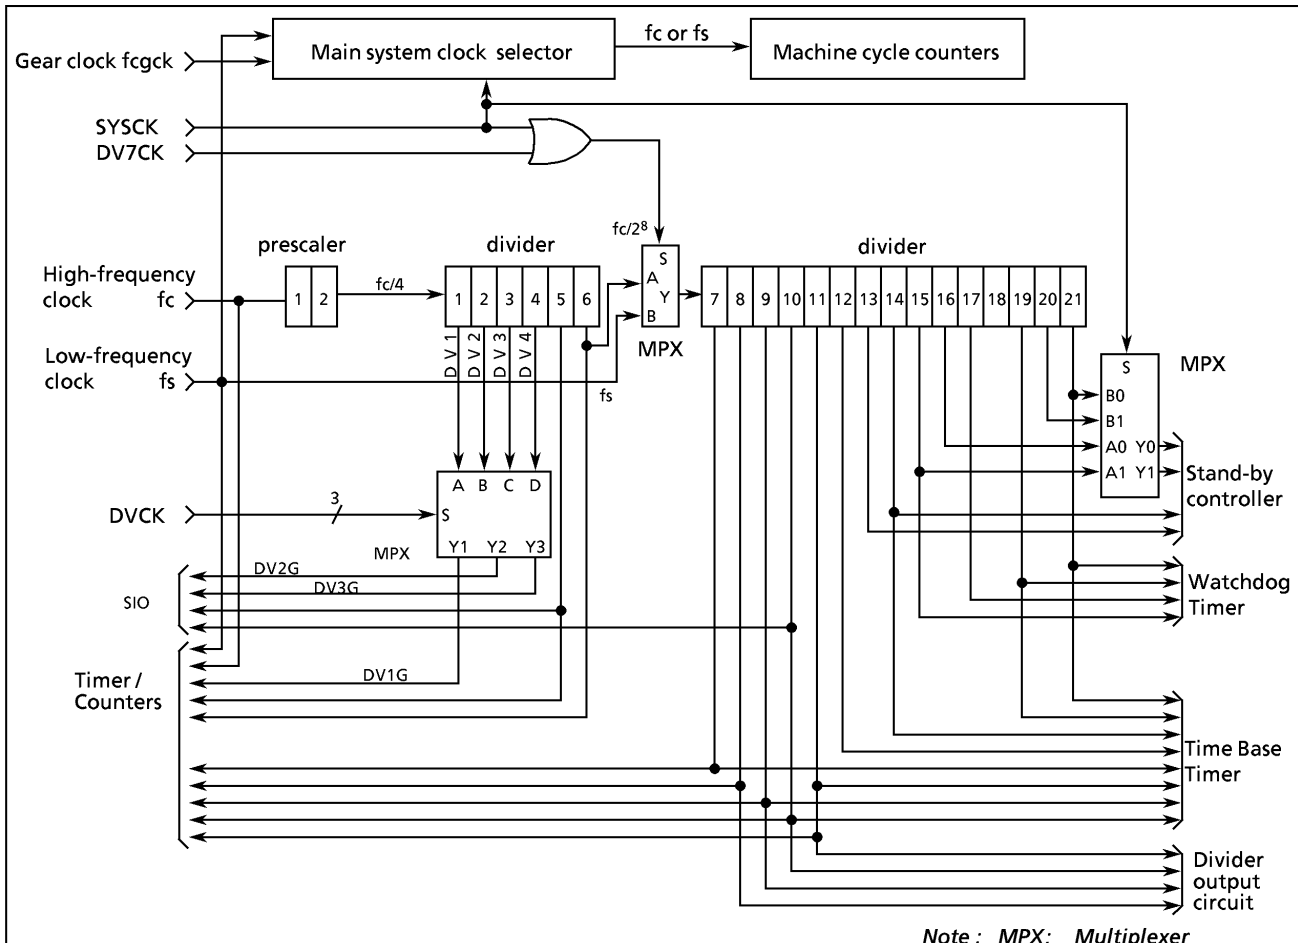 Main system clock selector
fc or fs
Machine cycle counters
Gear clock fcgck
SYSCK
DV7CK
fc/2⁸
prescaler
divider
divider
High-frequency
clock fc
1 2
fc/4
1 2 3 4 5 6
S
A
Y
B
MPX
7 8 9 10 11 12 13 14 15 16 17 18 19 20 21
DV1
DV2
DV3
DV4
Low-frequency
clock fs
fs
S
MPX
B0
B1
A0 Y0
A1 Y1
Stand-by
controller
A B C D
DVCK
3
S
MPX
Y1 Y2 Y3
DV2G
DV3G
SIO
Watchdog
Timer
DV1G
Timer /
Counters
Time Base
Timer
Divider
output
circuit
Note : MPX: Multiplexer